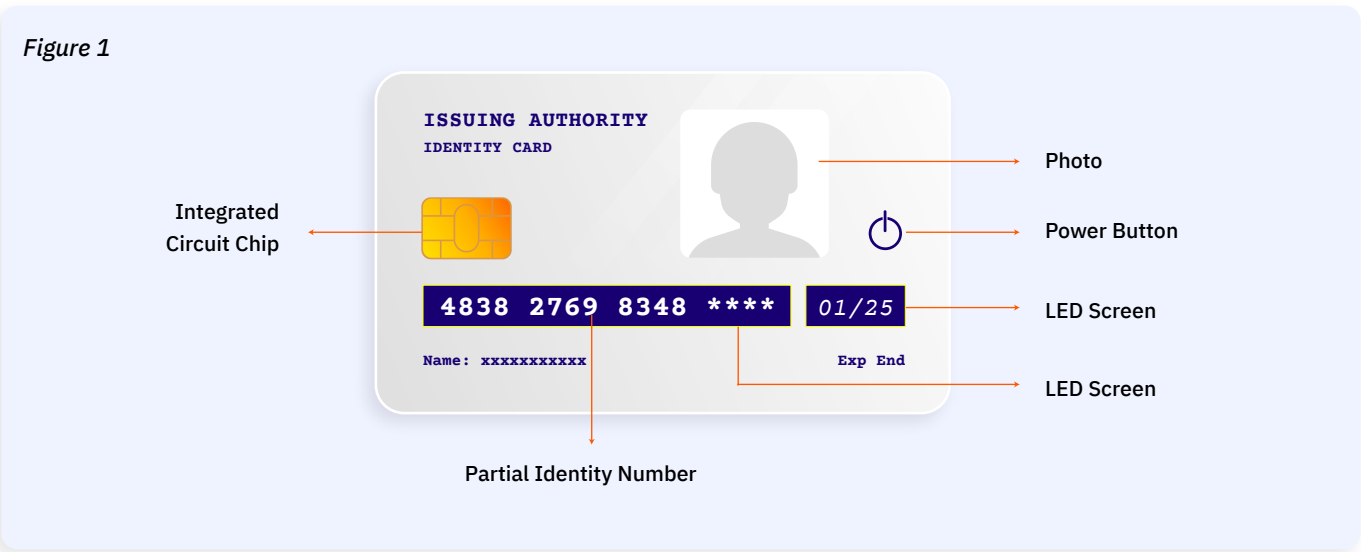 Figure 1
ISSUING AUTHORITY
IDENTITY CARD
Photo
Integrated
Circuit Chip
Power Button
4838 2769 8348 **** 01/25
LED Screen
Name: xxxxxxxxxxx Exp End
LED Screen
Partial Identity Number